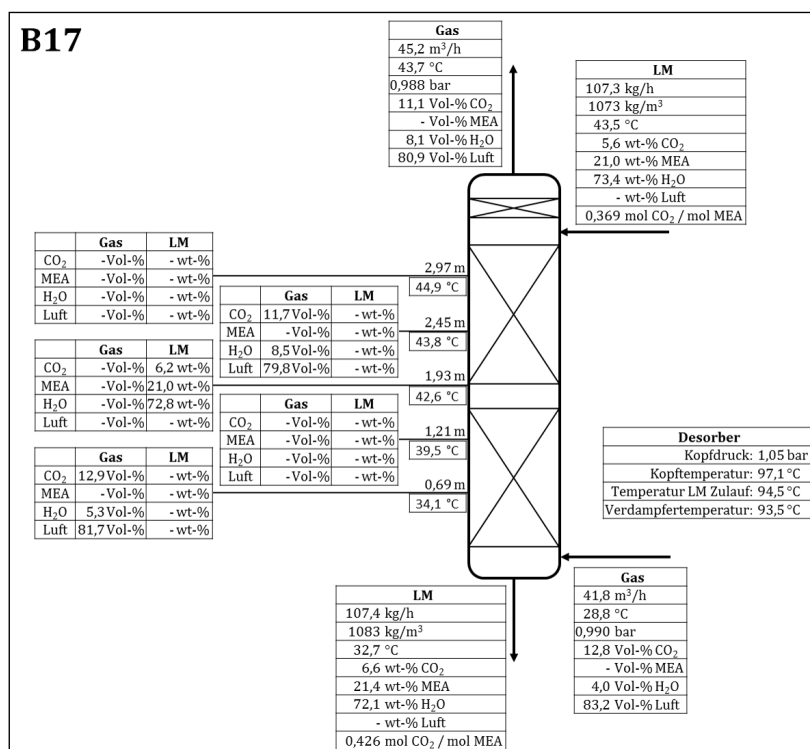 B17
Gas
45,2 m³/h
43,7 °C
0,988 bar
11,1 Vol-% CO₂
- Vol-% MEA
8,1 Vol-% H₂O
80,9 Vol-% Luft
LM
107,3 kg/h
1073 kg/m³
43,5 °C
5,6 wt-% CO₂
21,0 wt-% MEA
73,4 wt-% H₂O
- wt-% Luft
0,369 mol CO₂ / mol MEA
Gas LM
CO₂ -Vol-% - wt-%
MEA -Vol-% - wt-%
H₂O -Vol-% - wt-%
Luft -Vol-% - wt-%
2,97 m
44,9 °C
Gas LM
CO₂ 11,7 Vol-% - wt-%
MEA -Vol-% - wt-%
H₂O 8,5 Vol-% - wt-%
Luft 79,8 Vol-% - wt-%
2,45 m
43,8 °C
Gas LM
CO₂ -Vol-% 6,2 wt-%
MEA -Vol-% 21,0 wt-%
H₂O -Vol-% 72,8 wt-%
Luft -Vol-% - wt-%
1,93 m
42,6 °C
Gas LM
CO₂ -Vol-% - wt-%
MEA -Vol-% - wt-%
H₂O -Vol-% - wt-%
Luft -Vol-% - wt-%
1,21 m
39,5 °C
Gas LM
CO₂ 12,9 Vol-% - wt-%
MEA -Vol-% - wt-%
H₂O 5,3 Vol-% - wt-%
Luft 81,7 Vol-% - wt-%
0,69 m
34,1 °C
Desorber
Kopfdruck: 1,05 bar
Kopftemperatur: 97,1 °C
Temperatur LM Zulauf: 94,5 °C
Verdampfertemperatur: 93,5 °C
LM
107,4 kg/h
1083 kg/m³
32,7 °C
6,6 wt-% CO₂
21,4 wt-% MEA
72,1 wt-% H₂O
- wt-% Luft
0,426 mol CO₂ / mol MEA
Gas
41,8 m³/h
28,8 °C
0,990 bar
12,8 Vol-% CO₂
- Vol-% MEA
4,0 Vol-% H₂O
83,2 Vol-% Luft